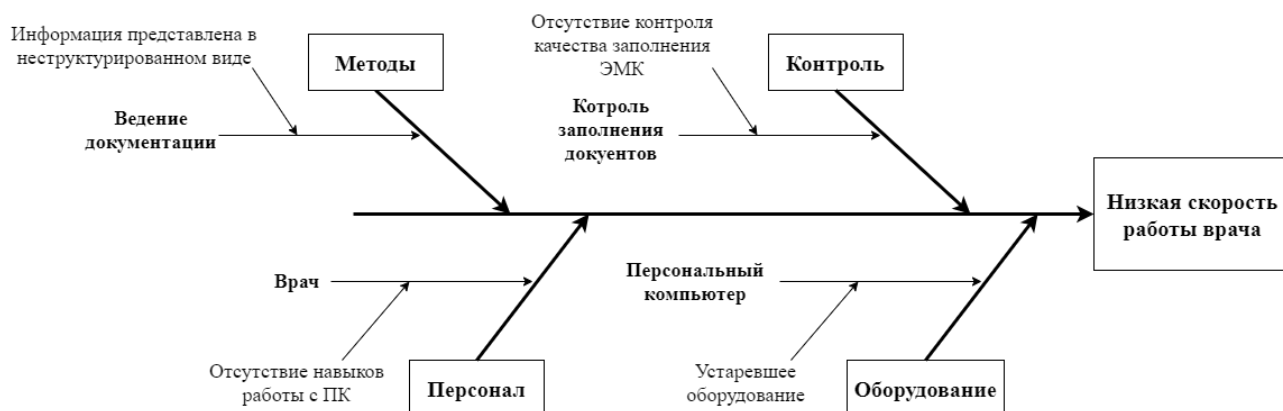 Информация представлена в
неструктурированном виде
Методы
Отсутствие контроля
качества заполнения
ЭМК
Контроль
Ведение
документации
Котроль
заполнения
докуентов
Низкая скорость
работы врача
Врач
Персональный
компьютер
Отсутствие навыков
работы с ПК
Персонал
Устаревшее
оборудование
Оборудование